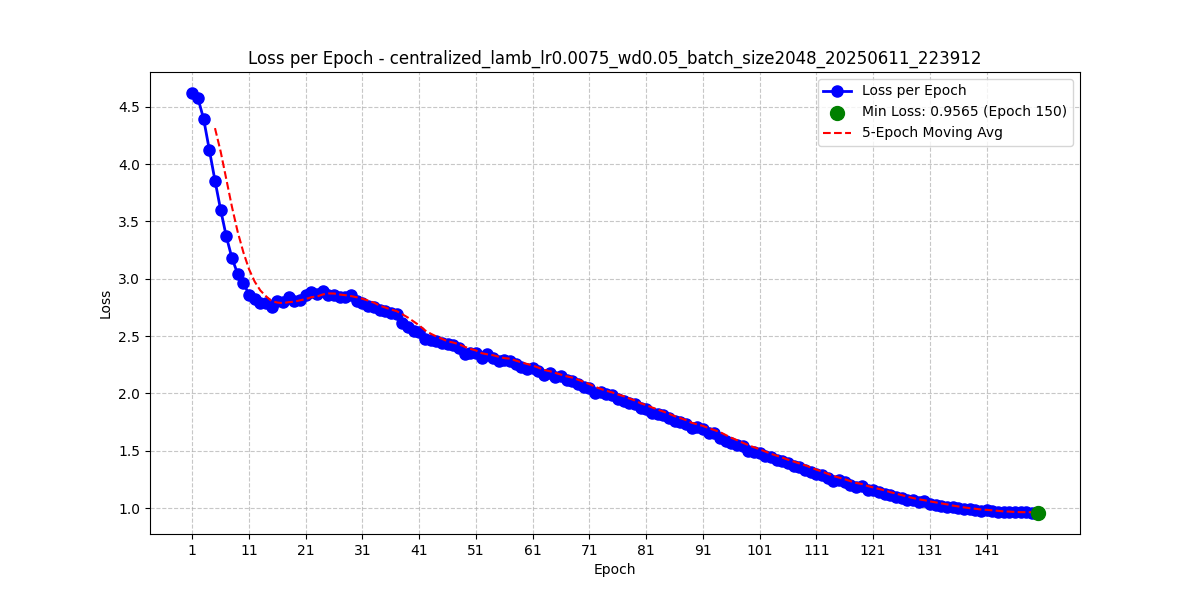 Loss per Epoch - centralized_lamb_lr0.0075_wd0.05_batch_size2048_20250611_223912
Loss per Epoch
Min Loss: 0.9565 (Epoch 150)
5-Epoch Moving Avg
Loss
4.5
4.0
3.5
3.0
2.5
2.0
1.5
1.0
1 11 21 31 41 51 61 71 81 91 101 111 121 131 141
Epoch